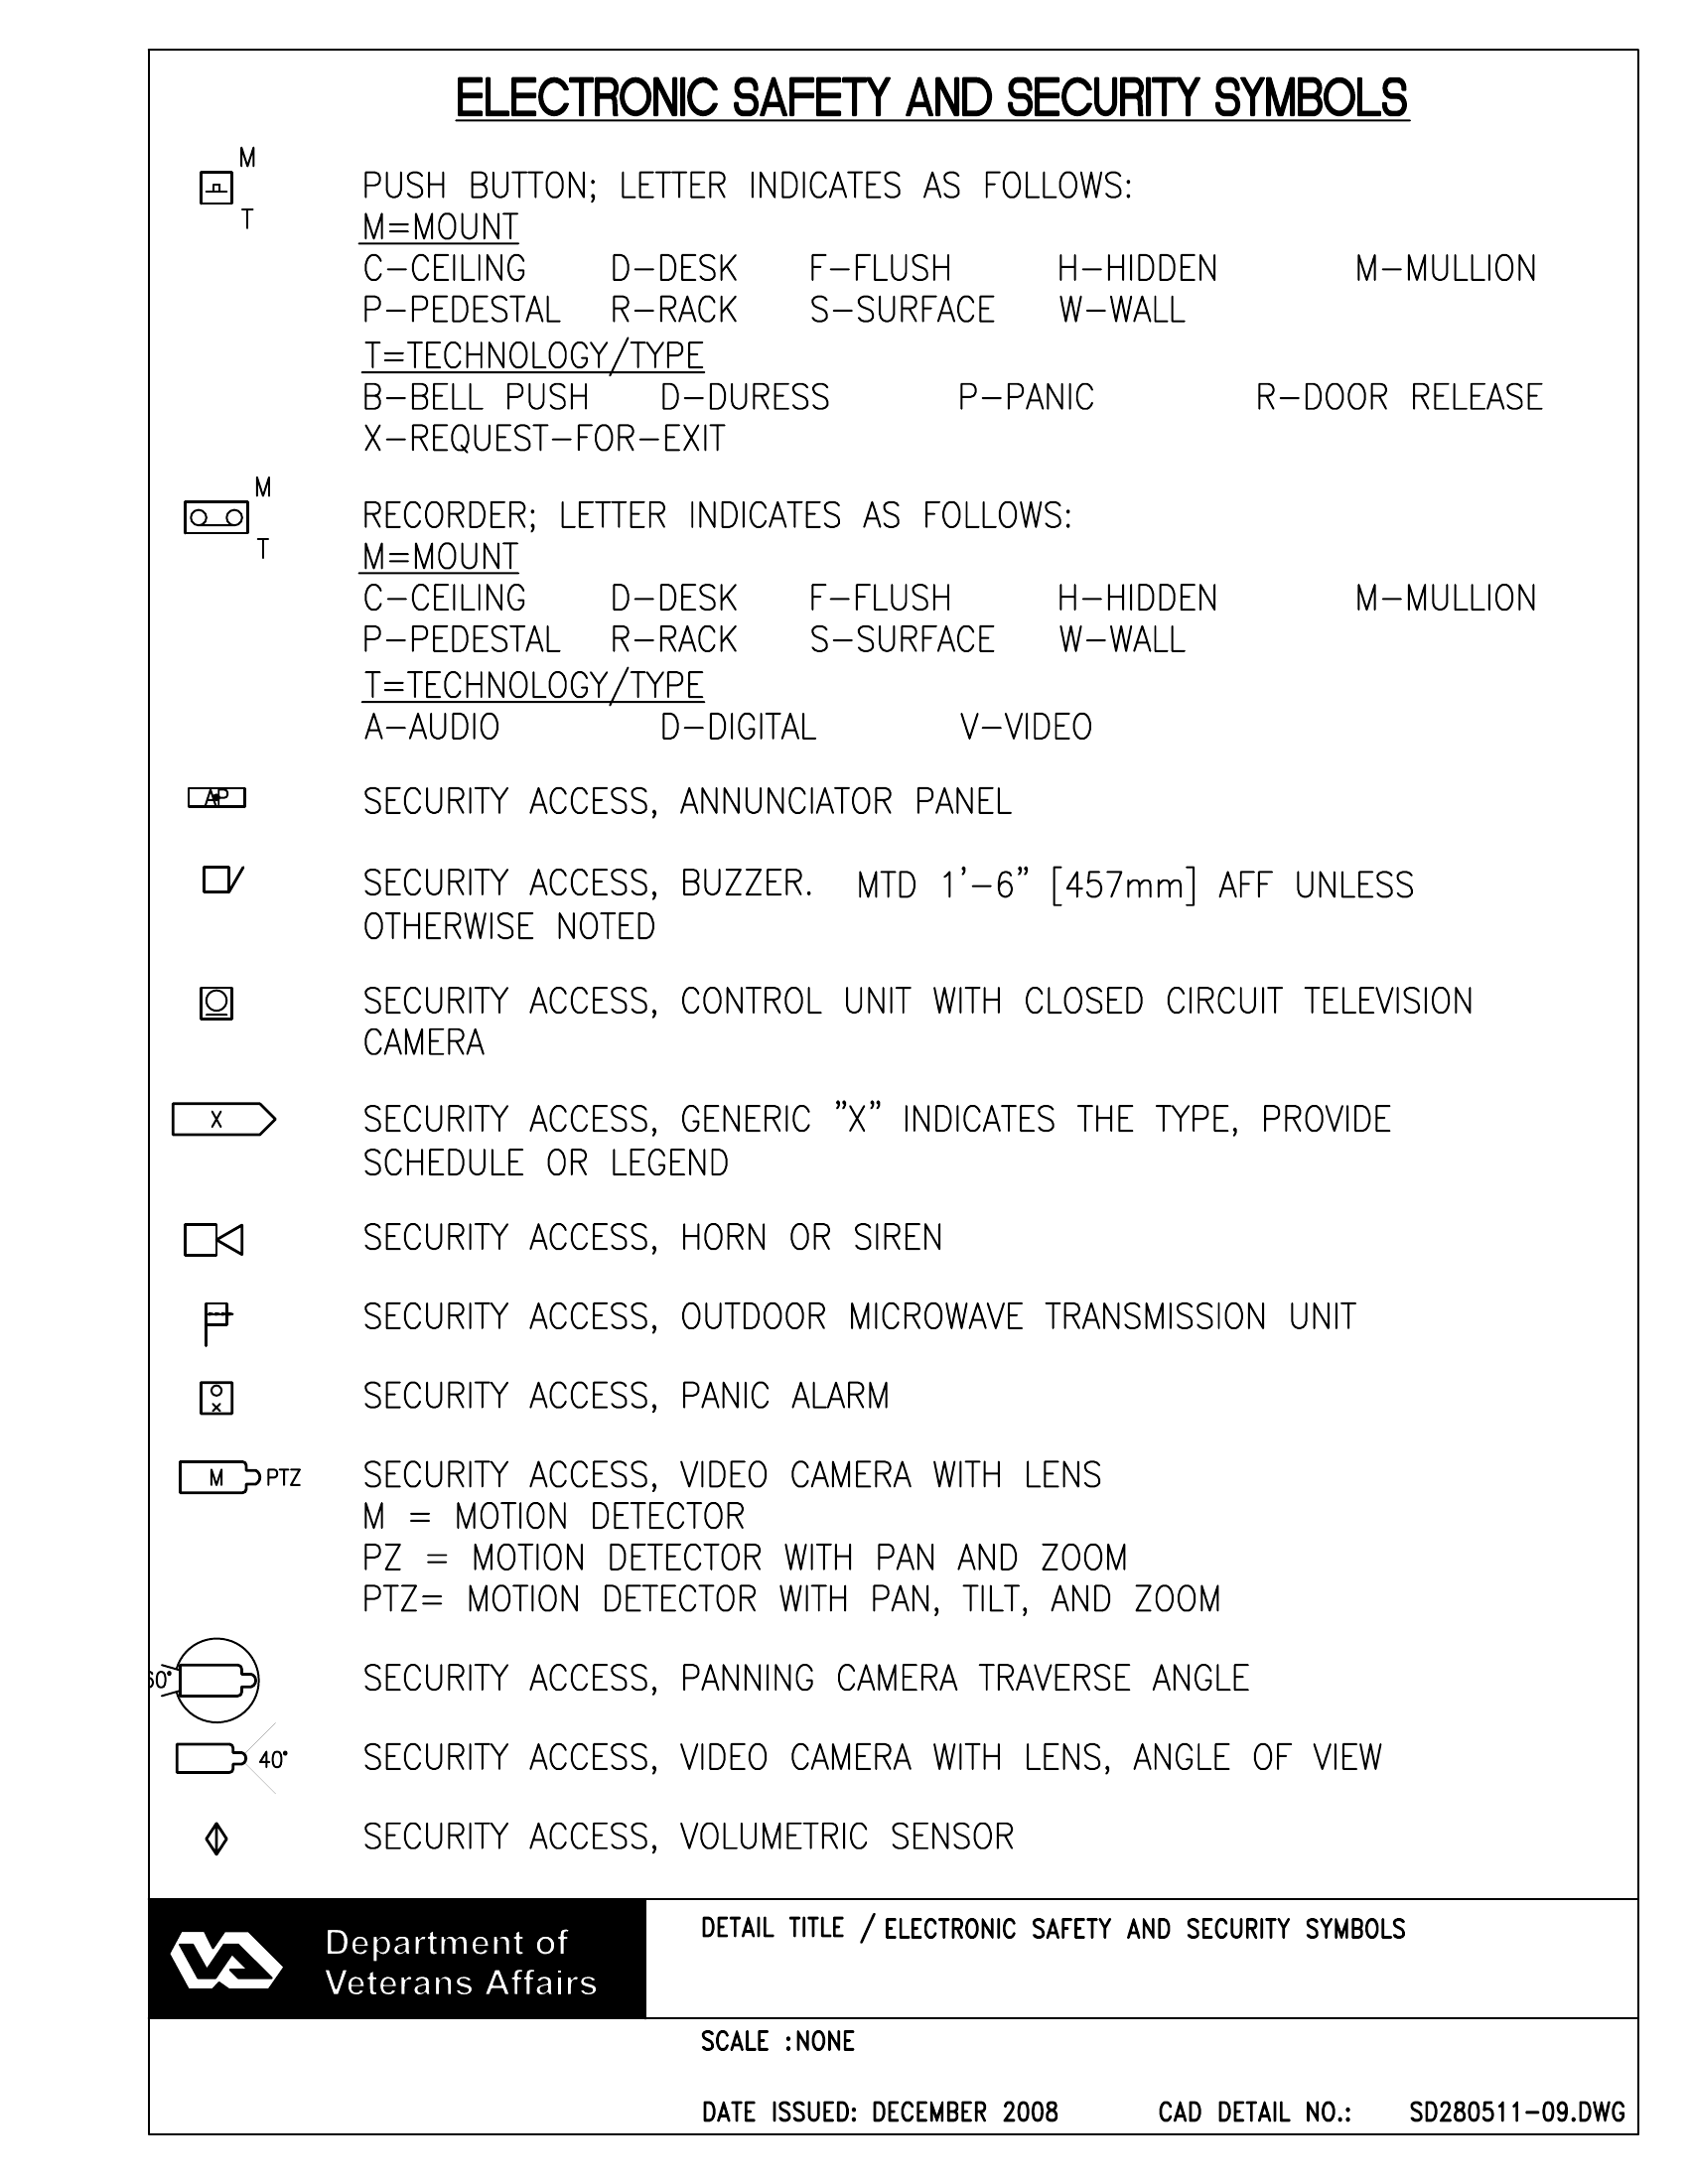 ELECTRONIC SAFETY AND SECURITY SYMBOLS
M
T
PUSH BUTTON; LETTER INDICATES AS FOLLOWS:
M=MOUNT
C-CEILING D-DESK F-FLUSH H-HIDDEN M-MULLION
P-PEDESTAL R-RACK S-SURFACE W-WALL
T=TECHNOLOGY/TYPE
B-BELL PUSH D-DURESS P-PANIC R-DOOR RELEASE
X-REQUEST-FOR-EXIT
M
T
RECORDER; LETTER INDICATES AS FOLLOWS:
M=MOUNT
C-CEILING D-DESK F-FLUSH H-HIDDEN M-MULLION
P-PEDESTAL R-RACK S-SURFACE W-WALL
T=TECHNOLOGY/TYPE
A-AUDIO D-DIGITAL V-VIDEO
AP SECURITY ACCESS, ANNUNCIATOR PANEL
SECURITY ACCESS, BUZZER. MTD 1'-6" [457mm] AFF UNLESS
OTHERWISE NOTED
SECURITY ACCESS, CONTROL UNIT WITH CLOSED CIRCUIT TELEVISION
CAMERA
X SECURITY ACCESS, GENERIC "X" INDICATES THE TYPE, PROVIDE
SCHEDULE OR LEGEND
SECURITY ACCESS, HORN OR SIREN
SECURITY ACCESS, OUTDOOR MICROWAVE TRANSMISSION UNIT
X SECURITY ACCESS, PANIC ALARM
M PTZ SECURITY ACCESS, VIDEO CAMERA WITH LENS
M = MOTION DETECTOR
PZ = MOTION DETECTOR WITH PAN AND ZOOM
PTZ= MOTION DETECTOR WITH PAN, TILT, AND ZOOM
SECURITY ACCESS, PANNING CAMERA TRAVERSE ANGLE
40° SECURITY ACCESS, VIDEO CAMERA WITH LENS, ANGLE OF VIEW
SECURITY ACCESS, VOLUMETRIC SENSOR
VA
Department of
Veterans Affairs
DETAIL TITLE / ELECTRONIC SAFETY AND SECURITY SYMBOLS
SCALE :NONE
DATE ISSUED: DECEMBER 2008 CAD DETAIL NO.: SD280511-09.DWG